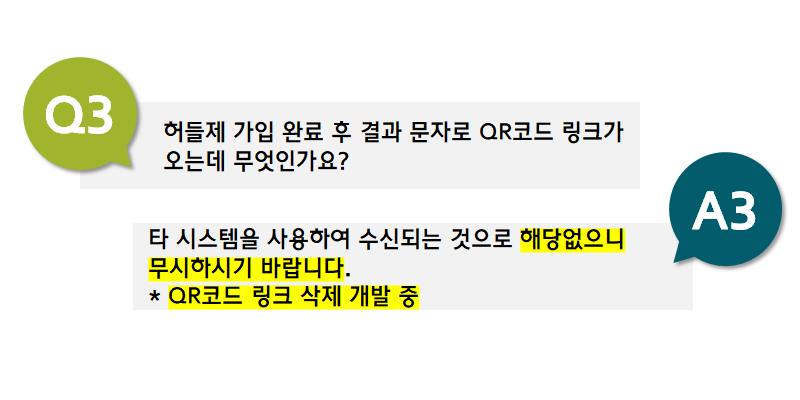 Q3
허들제 가입 완료 후 결과 문자로 QR코드 링크가
오는데 무엇인가요?
A3
타 시스템을 사용하여 수신되는 것으로 해당없으니
무시하시기 바랍니다.
* QR코드 링크 삭제 개발 중